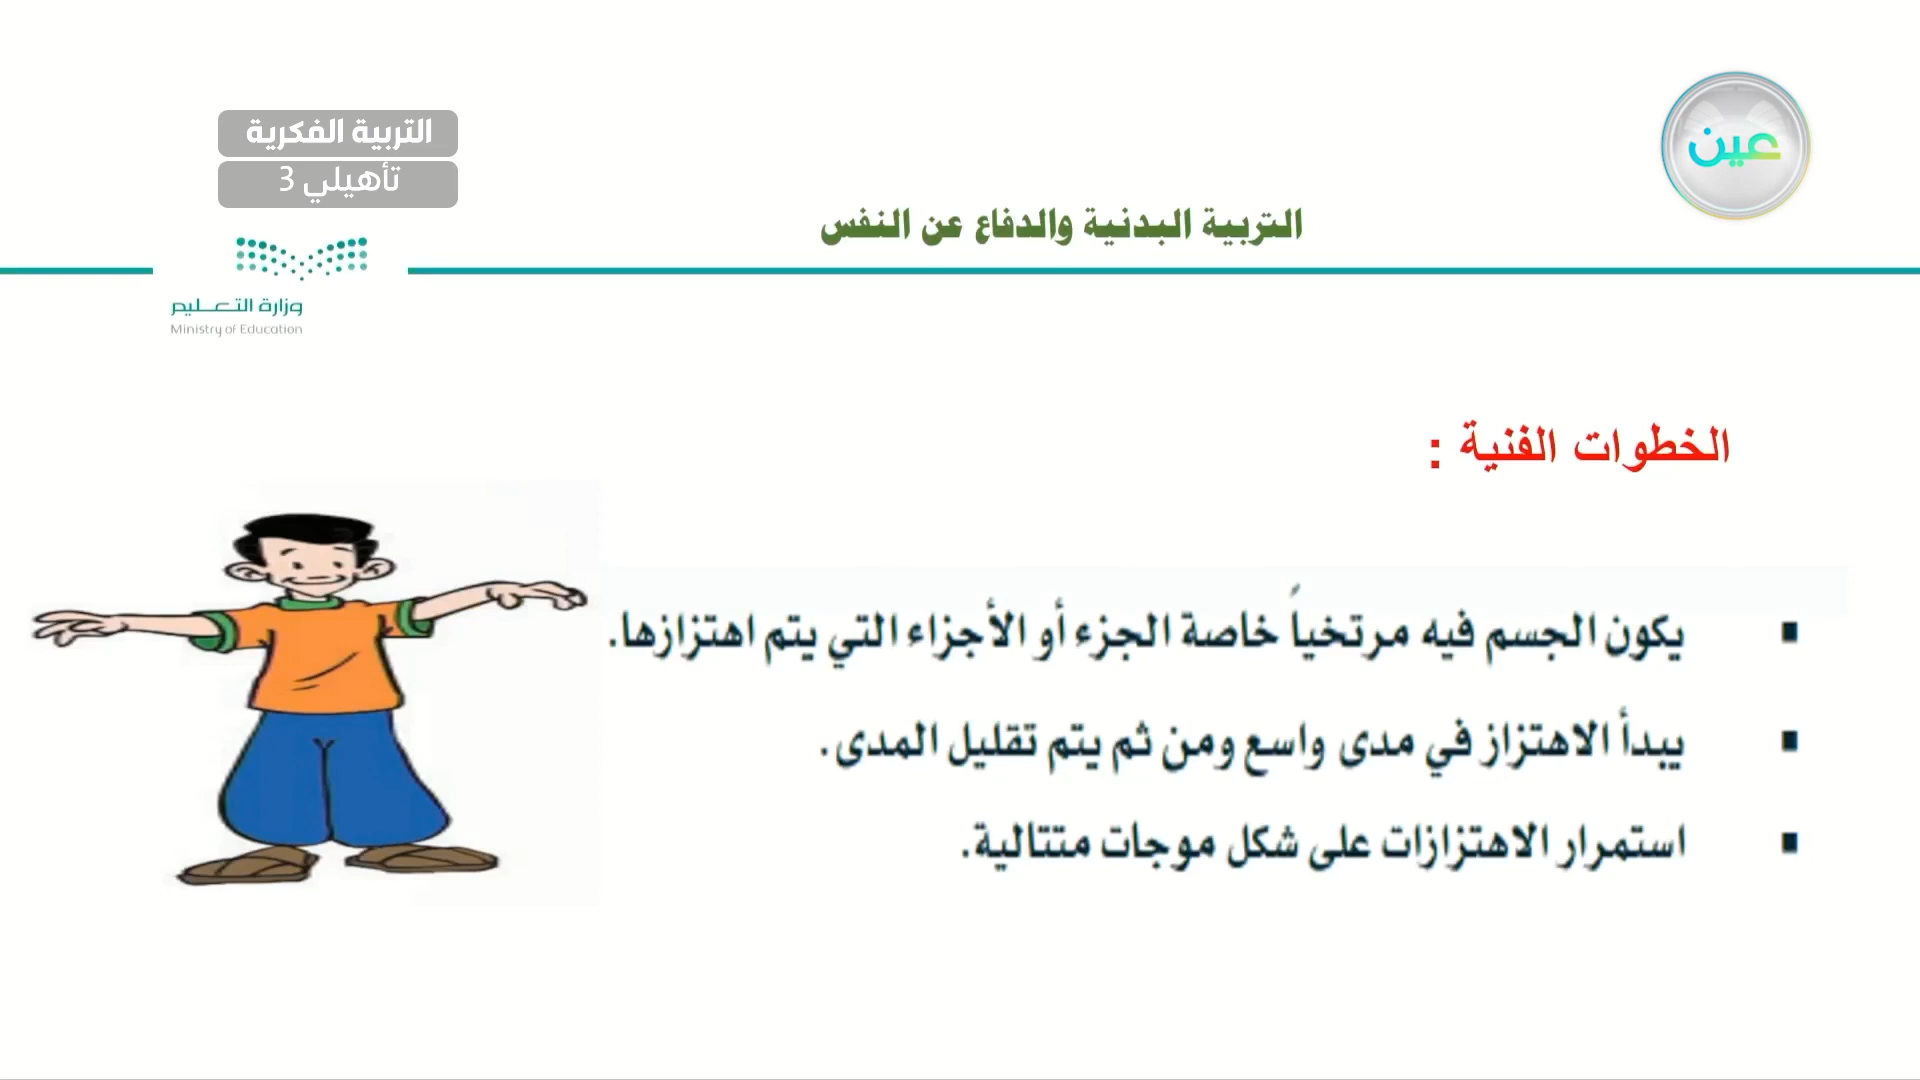 عين
التربية الفكرية
تأهيلي 3
التربية البدنية والدفاع عن النفس
وزارة التعليم
Ministry of Education
الخطوات الفنية :
▪ يكون الجسم فيه مرتخياً خاصة الجزء أو الأجزاء التي يتم اهتزازها.
▪ يبدأ الاهتزاز في مدى واسع ومن ثم يتم تقليل المدى.
▪ استمرار الاهتزازات على شكل موجات متتالية.